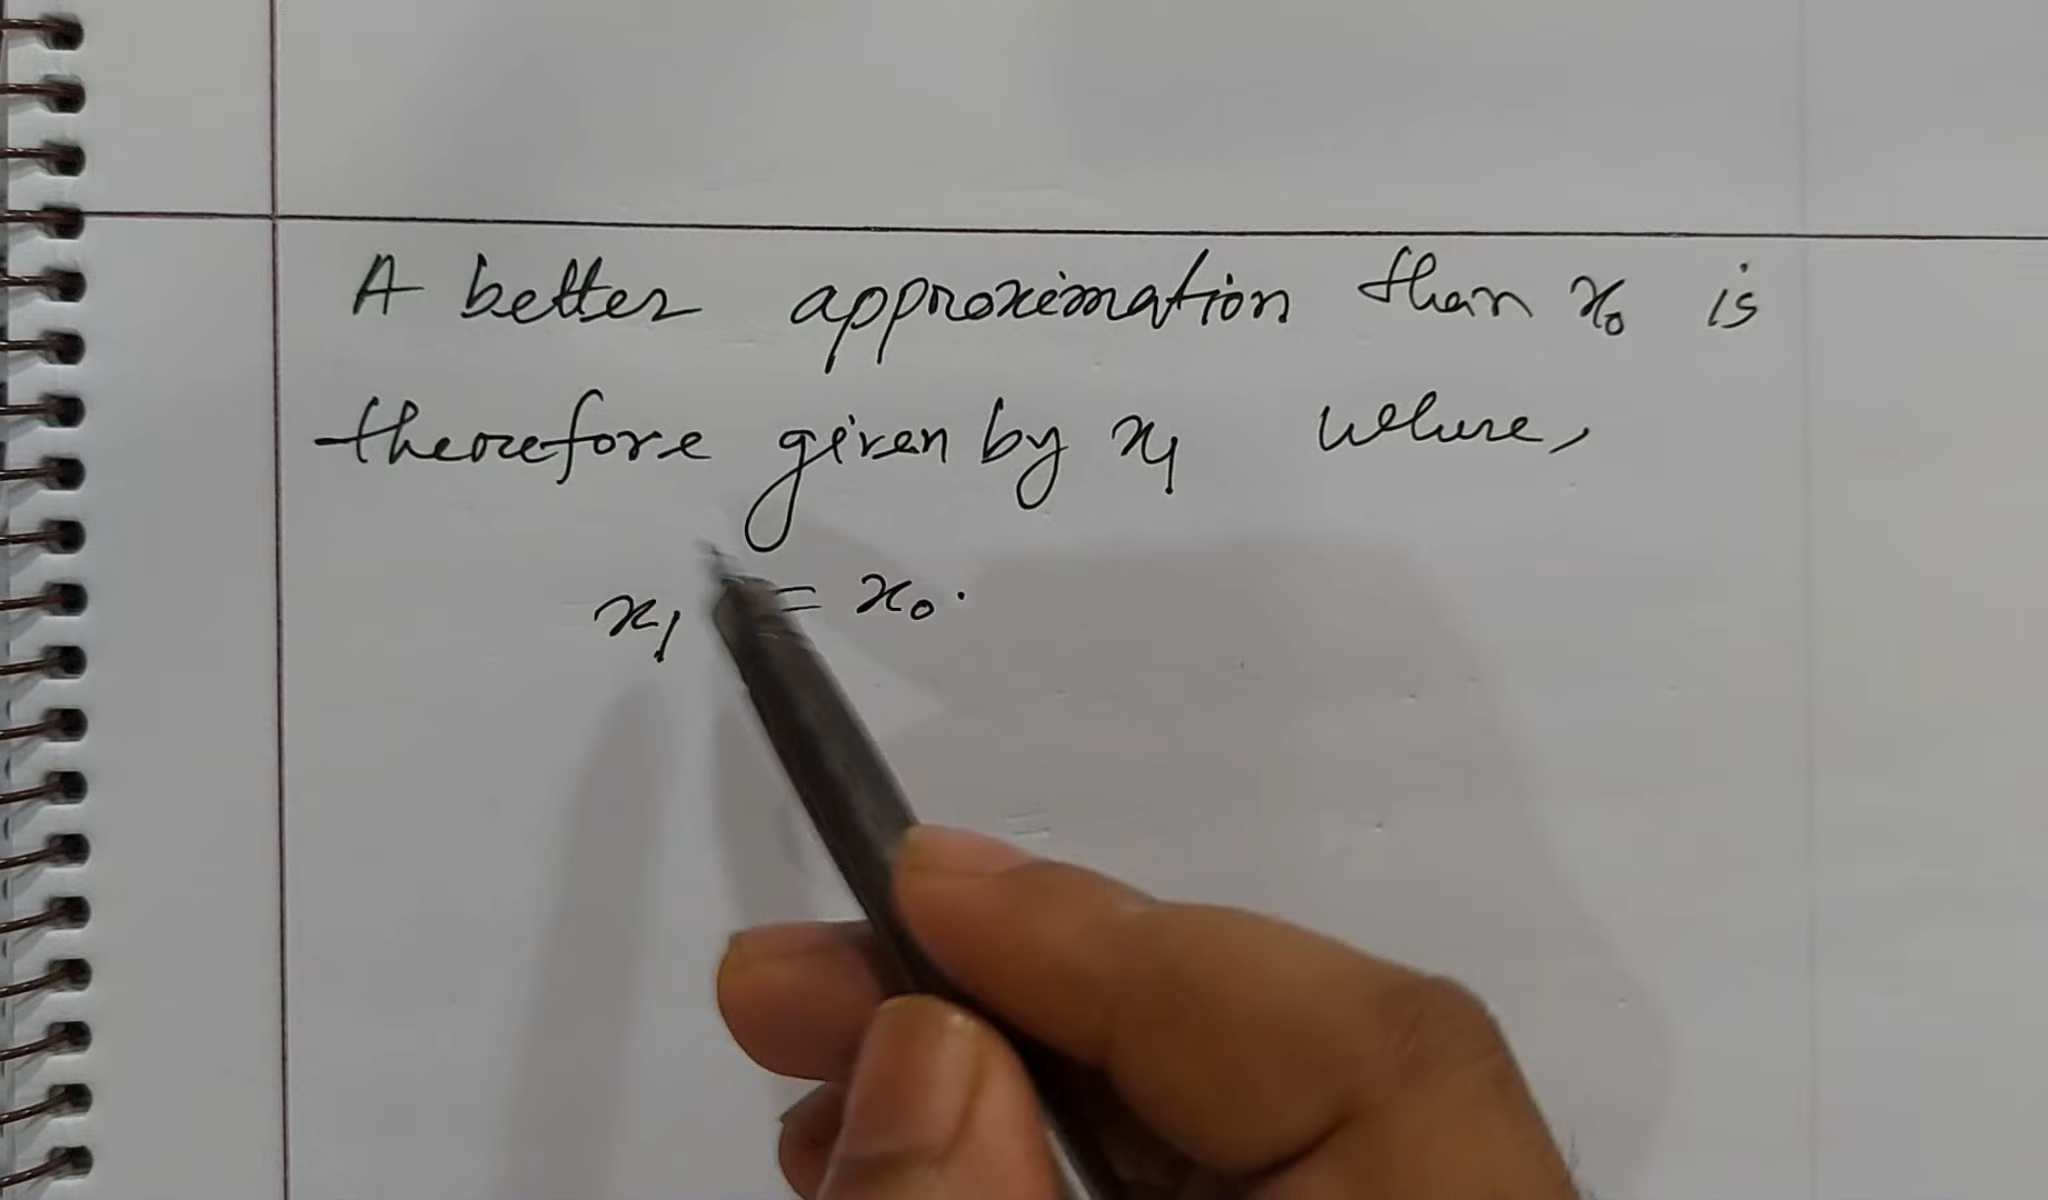 A better approximation than x₀ is
therefore given by x₁ where,
x₁ = x₀.